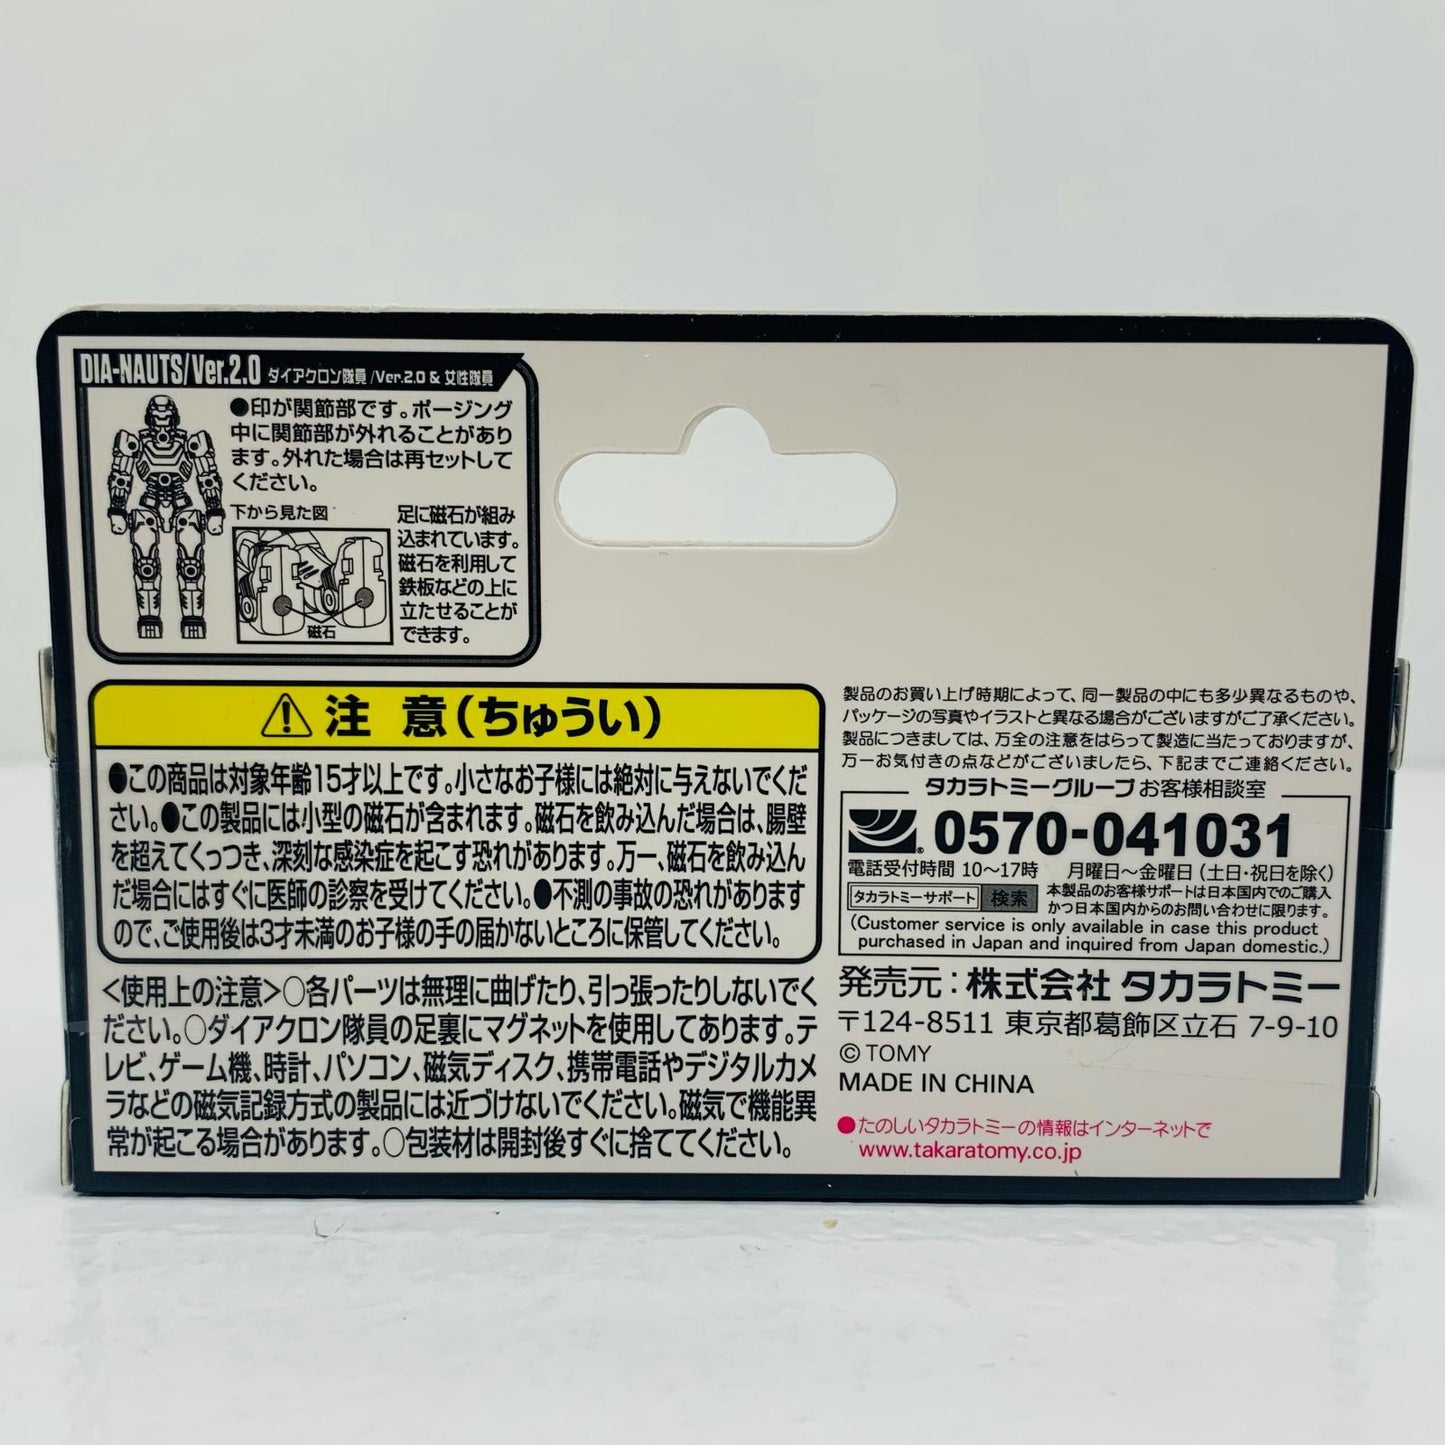 DIA-NAUTS/Ver.2.0 ダイアクロン隊員/Ver.2.0 & 女性隊員
●印が関節部です。ポージング
中に関節部が外れることがあり
ます。外れた場合は再セットして
ください。
下から見た図
磁石
足に磁石が組み
込まれています。
磁石を利用して
鉄板などの上に
立たせることが
できます。
注 意(ちゅうい)
●この商品は対象年齢15才以上です。小さなお子様には絶対に与えないでくだ
さい。●この製品には小型の磁石が含まれます。磁石を飲み込んだ場合は、腸壁
を超えてくっつき、深刻な感染症を起こす恐れがあります。万一、磁石を飲み込ん
だ場合にはすぐに医師の診察を受けてください。●不測の事故の恐れがあります
ので、ご使用後は3才未満のお子様の手の届かないところに保管してください。
<使用上の注意>○各パーツは無理に曲げたり、引っ張ったりしないでく
ださい。○ダイアクロン隊員の足裏にマグネットを使用してあります。テ
レビ、ゲーム機、時計、パソコン、磁気ディスク、携帯電話やデジタルカメ
ラなどの磁気記録方式の製品には近づけないでください。磁気で機能異
常が起こる場合があります。○包装材は開封後すぐに捨ててください。
製品のお買い上げ時期によって、同一製品の中にも多少異なるものや、
パッケージの写真やイラストと異なる場合がございますがご了承ください。
製品につきましては、万全の注意をはらって製造に当たっておりますが、
万一お気付きの点などがございましたら、下記までご連絡ください。
タカラトミーグループお客様相談室
0570-041031
電話受付時間 10〜17時 月曜日〜金曜日(土日・祝日を除く)
タカラトミーサポート 検索
本製品のお客様サポートは日本国内でのご購入
かつ日本国内からのお問い合わせに限ります。
(Customer service is only available in case this product
purchased in Japan and inquired from Japan domestic.)
発売元:株式会社 タカラトミー
〒124-8511 東京都葛飾区立石 7-9-10
© TOMY
MADE IN CHINA
●たのしいタカラトミーの情報はインターネットで
www.takaratomy.co.jp